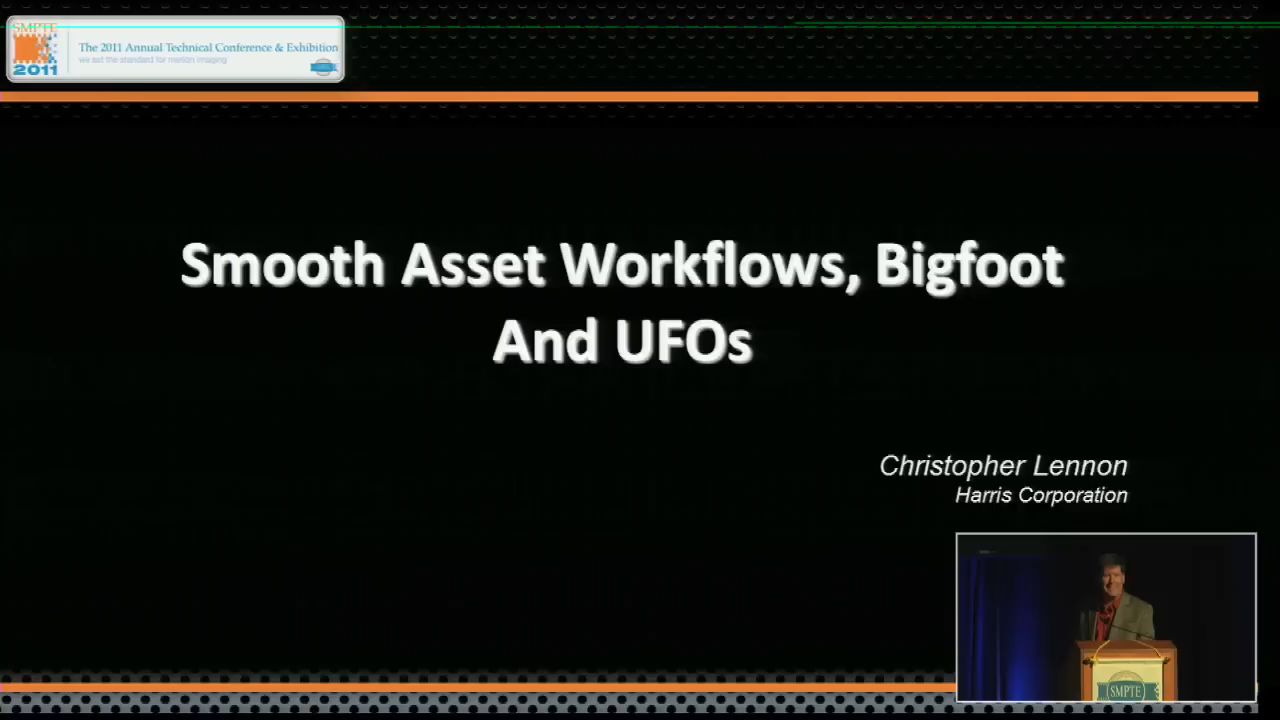 SMPTE
2011
The 2011 Annual Technical Conference & Exhibition
we set the standard for motion imaging
Smooth Asset Workflows, Bigfoot
And UFOs
Christopher Lennon
Harris Corporation
SMPTE